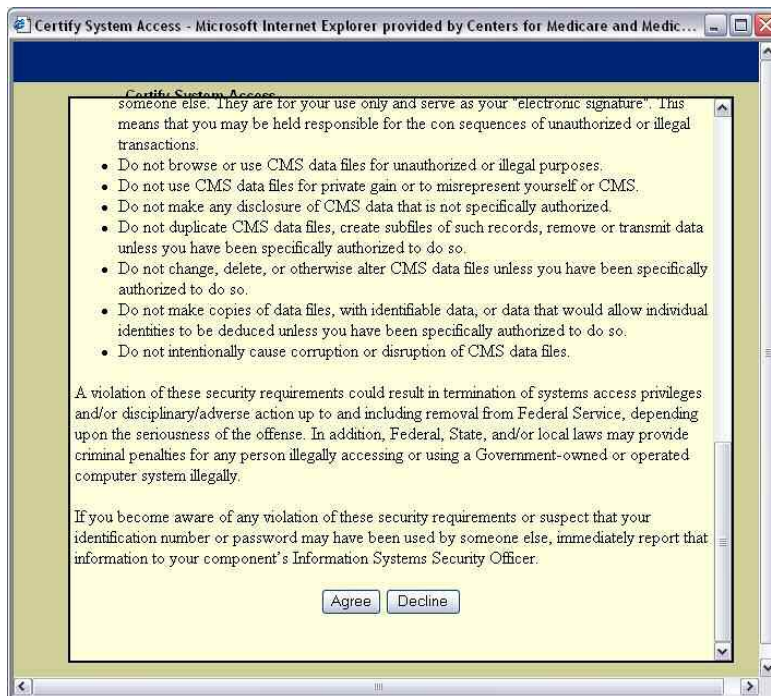 Certify System Access - Microsoft Internet Explorer provided by Centers for Medicare and Medic...
Certify System Access
someone else. They are for your use only and serve as your "electronic signature". This
means that you may be held responsible for the con sequences of unauthorized or illegal
transactions.
• Do not browse or use CMS data files for unauthorized or illegal purposes.
• Do not use CMS data files for private gain or to misrepresent yourself or CMS.
• Do not make any disclosure of CMS data that is not specifically authorized.
• Do not duplicate CMS data files, create subfiles of such records, remove or transmit data
unless you have been specifically authorized to do so.
• Do not change, delete, or otherwise alter CMS data files unless you have been specifically
authorized to do so.
• Do not make copies of data files, with identifiable data, or data that would allow individual
identities to be deduced unless you have been specifically authorized to do so.
• Do not intentionally cause corruption or disruption of CMS data files.
A violation of these security requirements could result in termination of systems access privileges
and/or disciplinary/adverse action up to and including removal from Federal Service, depending
upon the seriousness of the offense. In addition, Federal, State, and/or local laws may provide
criminal penalties for any person illegally accessing or using a Government-owned or operated
computer system illegally.
If you become aware of any violation of these security requirements or suspect that your
identification number or password may have been used by someone else, immediately report that
information to your component's Information Systems Security Officer.
Agree Decline